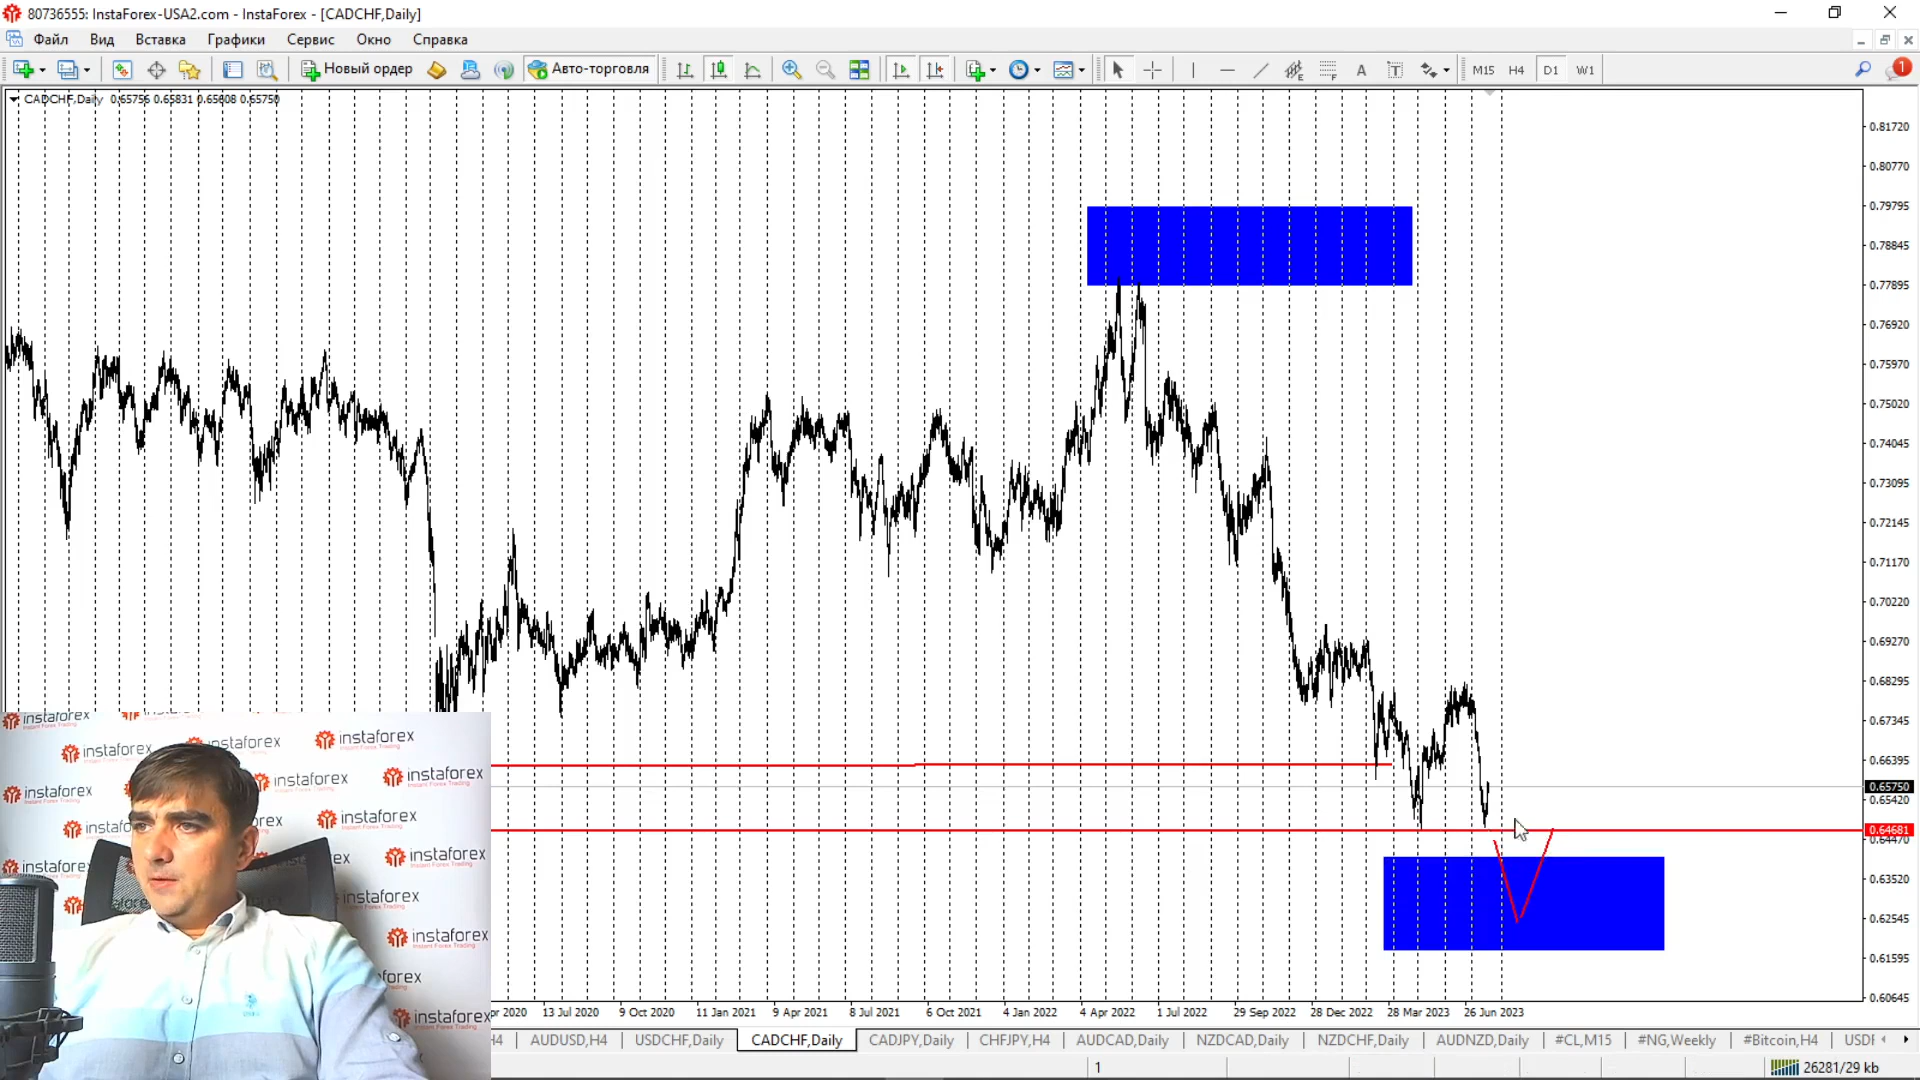 80736555: InstaForex-USA2.com - InstaForex - [CADCHF,Daily]
Файл Вид Вставка Графики Сервис Окно Справка
Новый ордер Авто-торговля A T M15 H4 D1 W1 1
CADCHF,Daily 0.65756 0.65831 0.65608 0.65750
0.81720
0.80770
0.79795
0.78845
0.77895
0.76920
0.75970
0.75020
0.74045
0.73095
0.72145
0.71170
0.70220
0.69270
0.68295
0.67345
0.66395
0.65750
0.65420
0.64681
0.64470
0.63520
0.62545
0.61595
0.60645
instaforex
Instant Forex Trading
instaforex
instaforex
instaforex
instaforex
instaforex
instaforex
instaforex
instaforex
instaforex
2020 13 Jul 2020 9 Oct 2020 11 Jan 2021 9 Apr 2021 8 Jul 2021 6 Oct 2021 4 Jan 2022 4 Apr 2022 1 Jul 2022 29 Sep 2022 28 Dec 2022 28 Mar 2023 26 Jun 2023
H4 AUDUSD,H4 USDCHF,Daily CADCHF,Daily CADJPY,Daily CHFJPY,H4 AUDCAD,Daily NZDCAD,Daily NZDCHF,Daily AUDNZD,Daily #CL,M15 #NG,Weekly #Bitcoin,H4
1 26281/29 kb